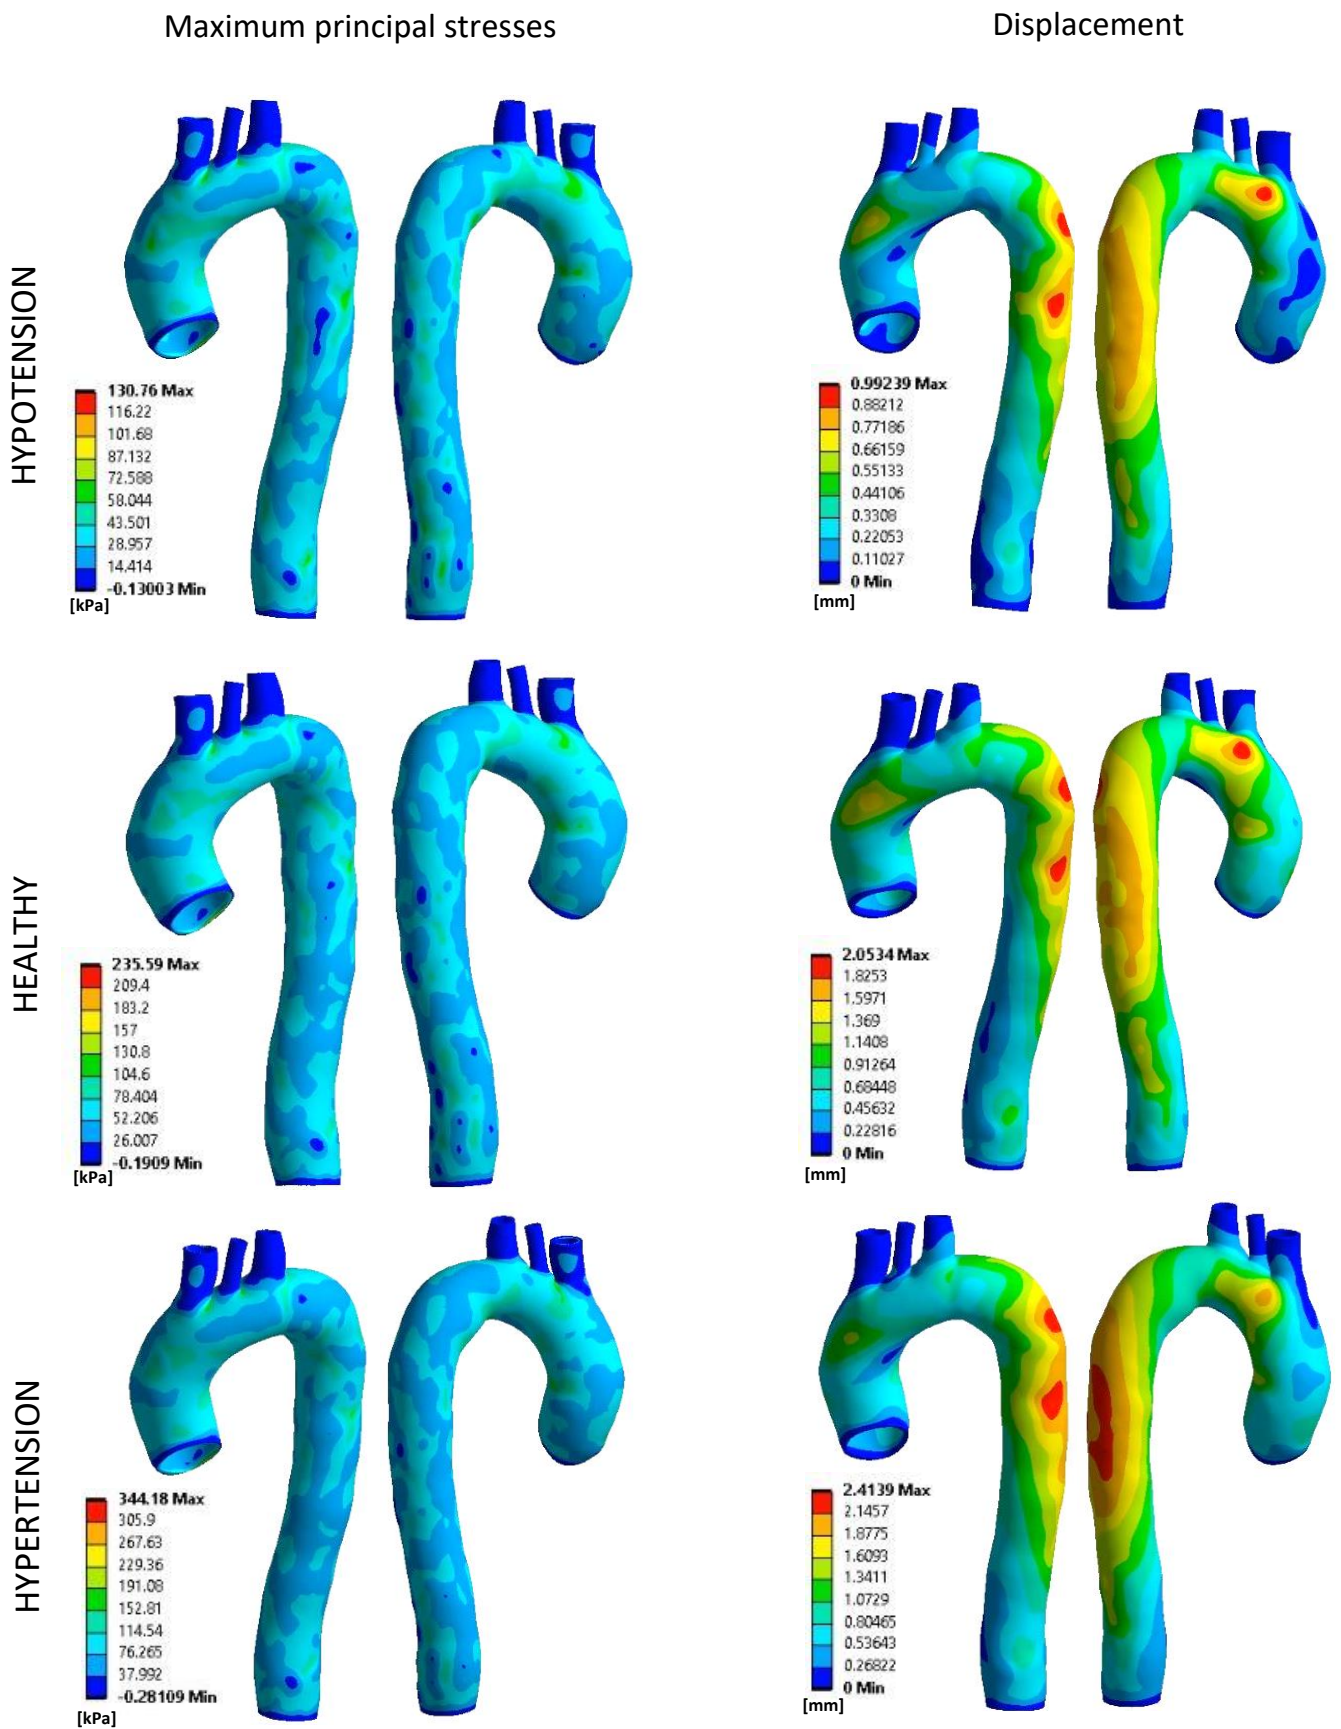 Maximum principal stresses
Displacement
HYPOTENSION
130.76 Max
116.22
101.68
87.132
72.588
58.044
43.501
28.957
14.414
-0.13003 Min
[kPa]
0.99239 Max
0.88212
0.77186
0.66159
0.55133
0.44106
0.3308
0.22053
0.11027
0 Min
[mm]
HEALTHY
235.59 Max
209.4
183.2
157
130.8
104.6
78.404
52.206
26.007
-0.1909 Min
[kPa]
2.0534 Max
1.8253
1.5971
1.369
1.1408
0.91264
0.68448
0.45632
0.22816
0 Min
[mm]
HYPERTENSION
344.18 Max
305.9
267.63
229.36
191.08
152.81
114.54
76.265
37.992
-0.28109 Min
[kPa]
2.4139 Max
2.1457
1.8775
1.6093
1.3411
1.0729
0.80465
0.53643
0.26822
0 Min
[mm]